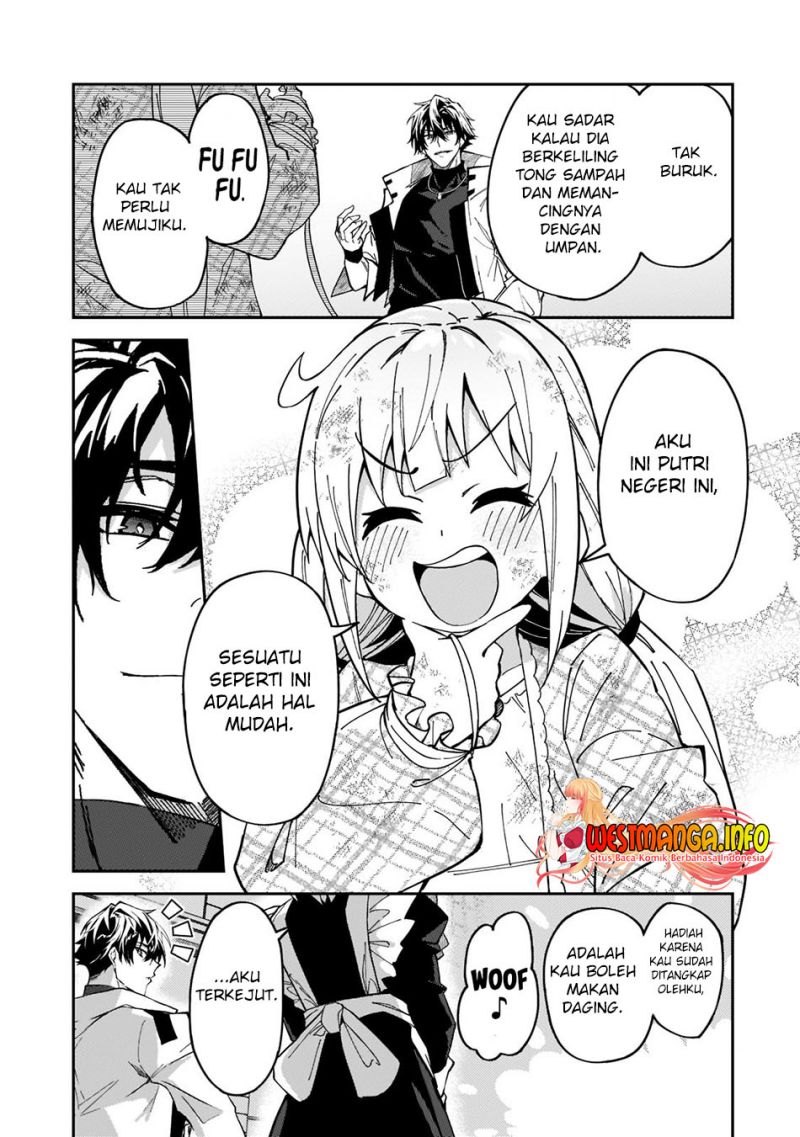 TAK
BURUK.
KAU SADAR
KALAU DIA
BERKELILING
TONG SAMPAH
DAN MEMAN-
CINGNYA
DENGAN
UMPAN.
FU FU
FU.
KAU TAK
PERLU
MEMUJIKU.
AKU
INI PUTRI
NEGERI INI,
SESUATU
SEPERTI INI
ADALAH HAL
MUDAH.
WESTMANGA.INFO
Situs Baca Komik Berbahasa Indonesia
HADIAH
KARENA
KAU SUDAH
DITANGKAP
OLEHKU,
ADALAH
KAU BOLEH
MAKAN
DAGING.
WOOF
♪
...AKU
TERKEJUT.